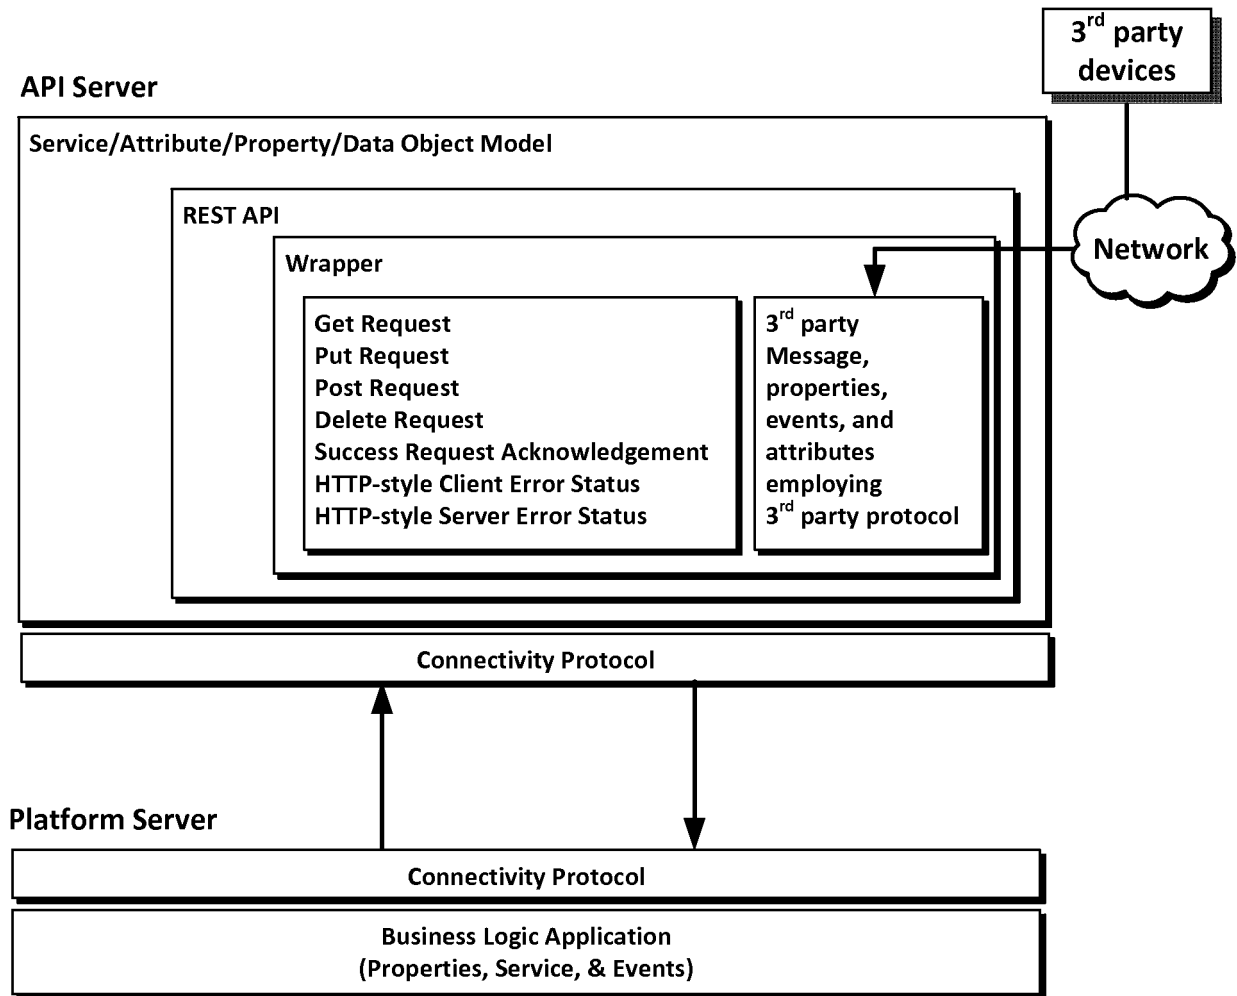 3rd party
devices
API Server
Service/Attribute/Property/Data Object Model
REST API
Wrapper
Network
Get Request
Put Request
Post Request
Delete Request
Success Request Acknowledgement
HTTP-style Client Error Status
HTTP-style Server Error Status
3rd party
Message,
properties,
events, and
attributes
employing
3rd party protocol
Connectivity Protocol
Platform Server
Connectivity Protocol
Business Logic Application
(Properties, Service, & Events)